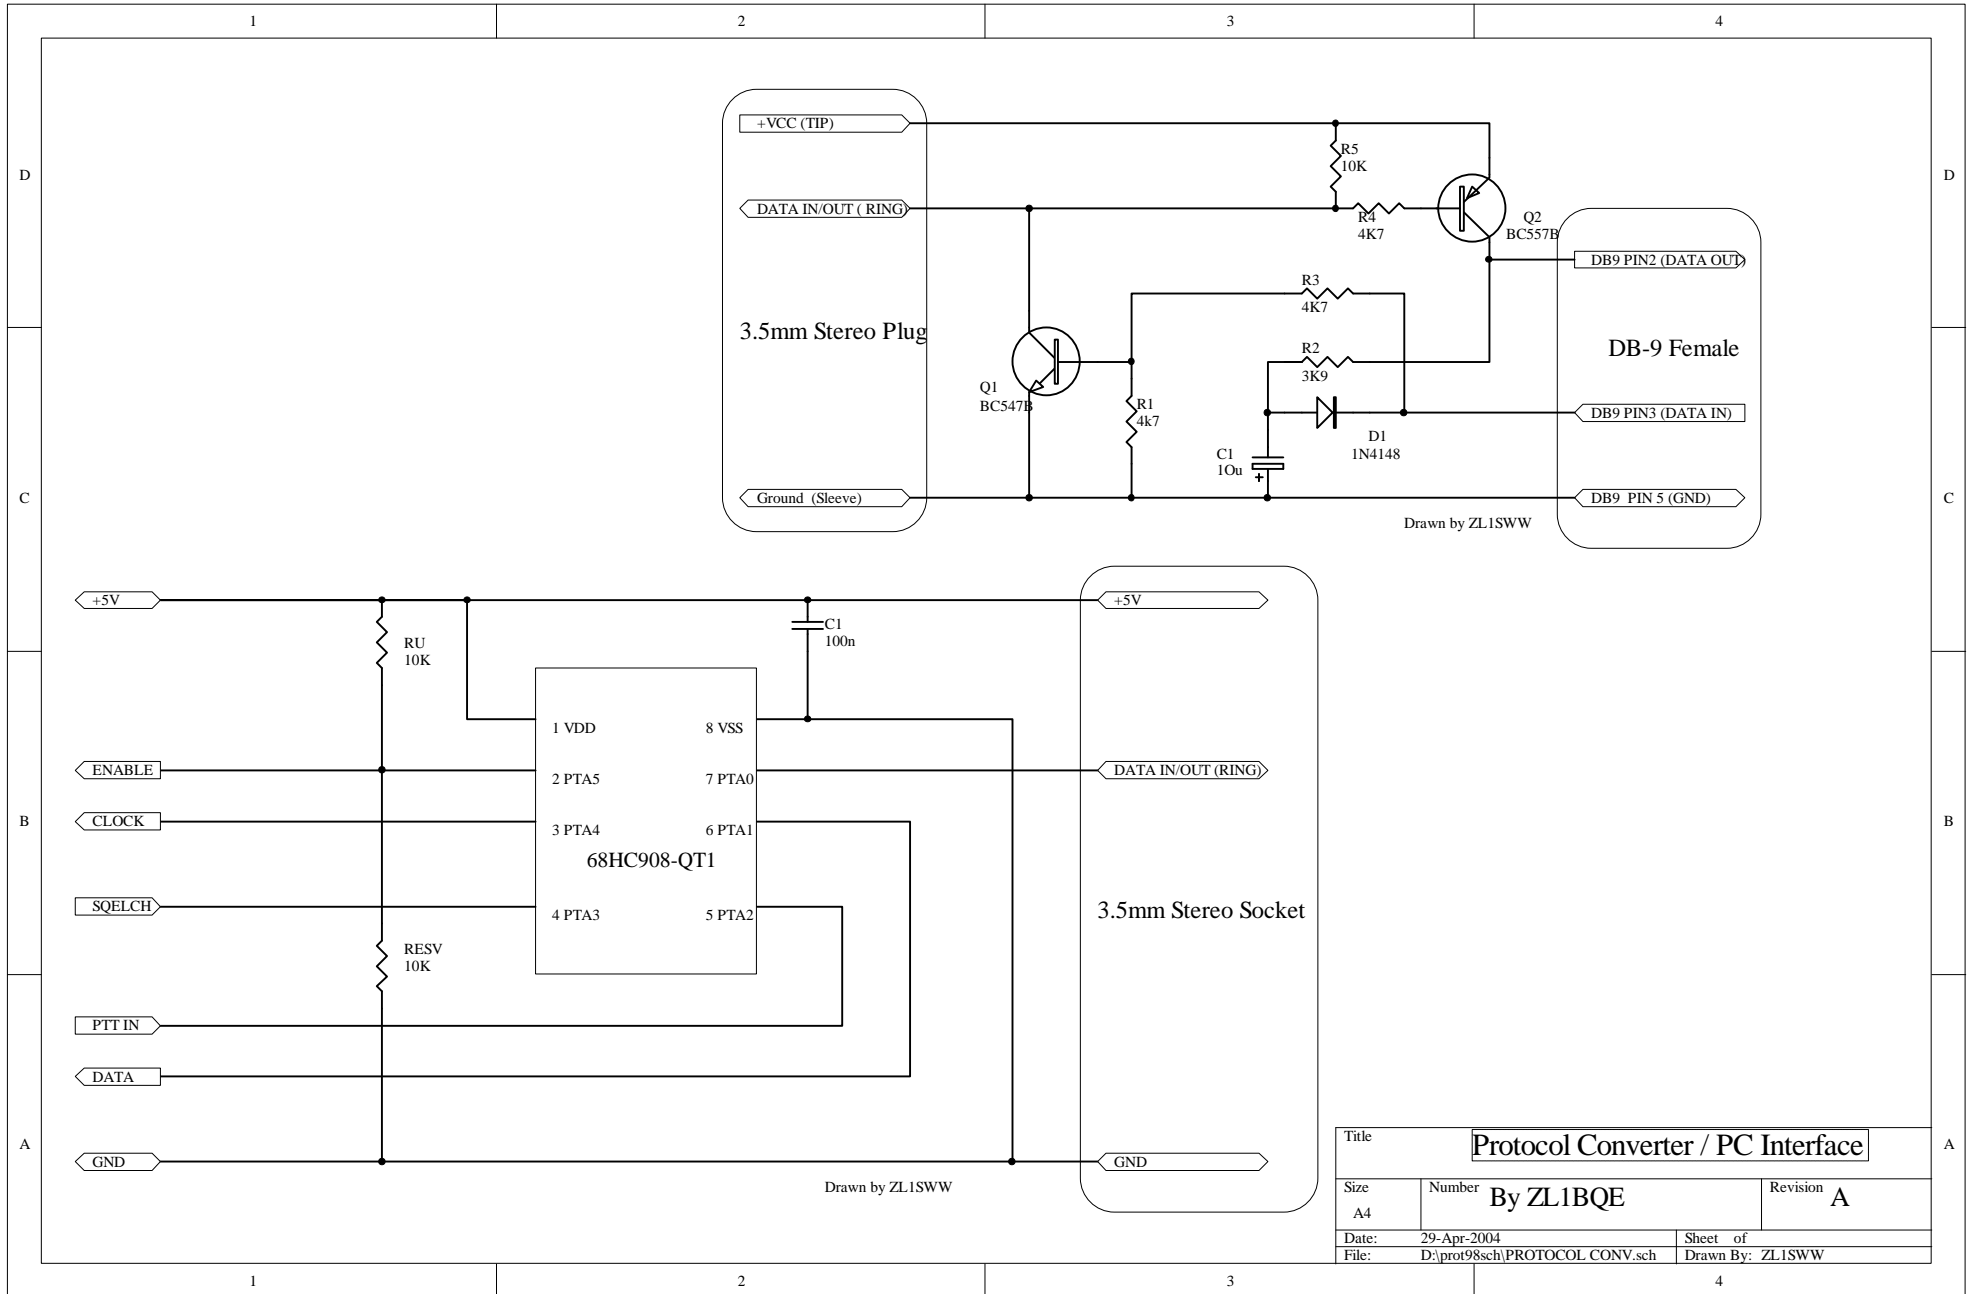 1 2 3 4
D
D
C
C
B
B
A
A
+VCC (TIP)
DATA IN/OUT ( RING)
3.5mm Stereo Plug
Ground (Sleeve)
R5
10K
R4
4K7
Q2
BC557B
R3
4K7
R2
3K9
Q1
BC547B
R1
4k7
C1
1Ou
+
D1
1N4148
DB9 PIN2 (DATA OUT)
DB-9 Female
DB9 PIN3 (DATA IN)
DB9 PIN 5 (GND)
Drawn by ZL1SWW
+5V
ENABLE
CLOCK
SQELCH
PTT IN
DATA
GND
RU
10K
RESV
10K
C1
100n
1 VDD
8 VSS
2 PTA5
7 PTA0
3 PTA4
6 PTA1
68HC908-QT1
4 PTA3
5 PTA2
+5V
DATA IN/OUT (RING)
3.5mm Stereo Socket
GND
Drawn by ZL1SWW
Title
Protocol Converter / PC Interface
Size
A4
Number
By ZL1BQE
Revision
A
Date: 29-Apr-2004
Sheet of
File: D:\prot98sch\PROTOCOL CONV.sch
Drawn By: ZL1SWW
1 2 3 4